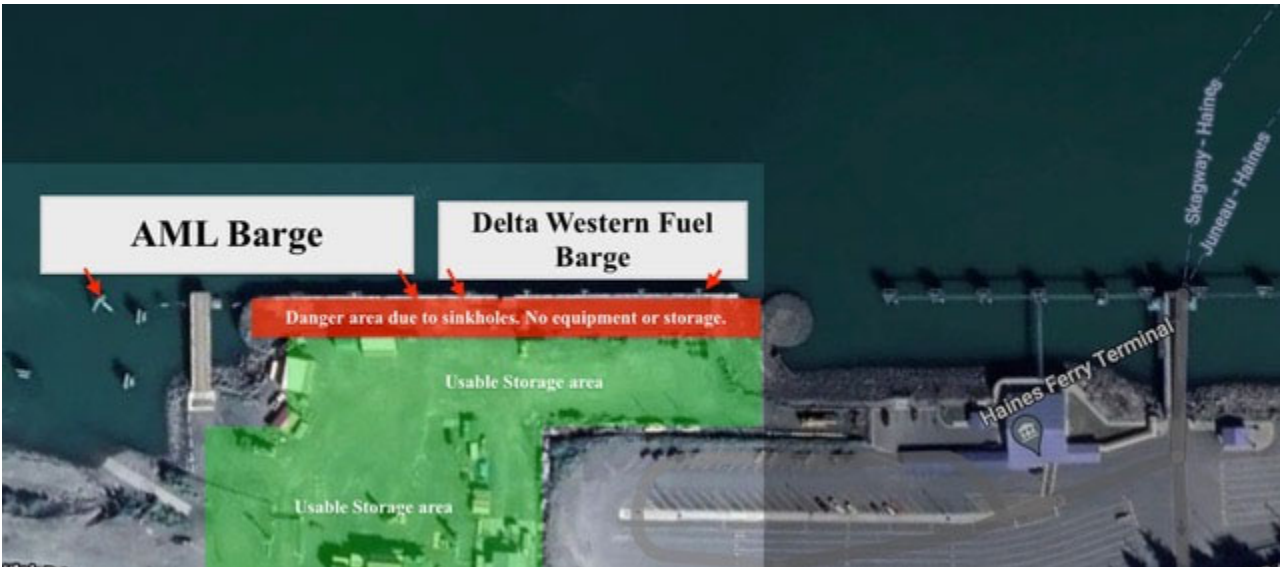 AML Barge
Delta Western Fuel
Barge
Skagway - Haines
Juneau - Haines
Danger area due to sinkholes. No equipment or storage.
Usable Storage area
Haines Ferry Terminal
Usable Storage area